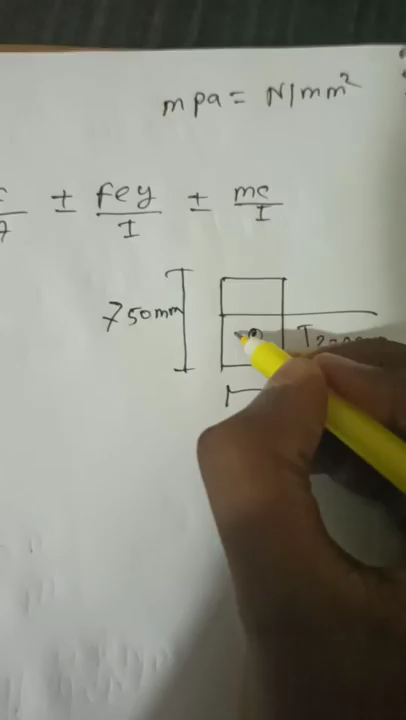 mpa = N/mm²
± fey/I ± mc/I
750mm